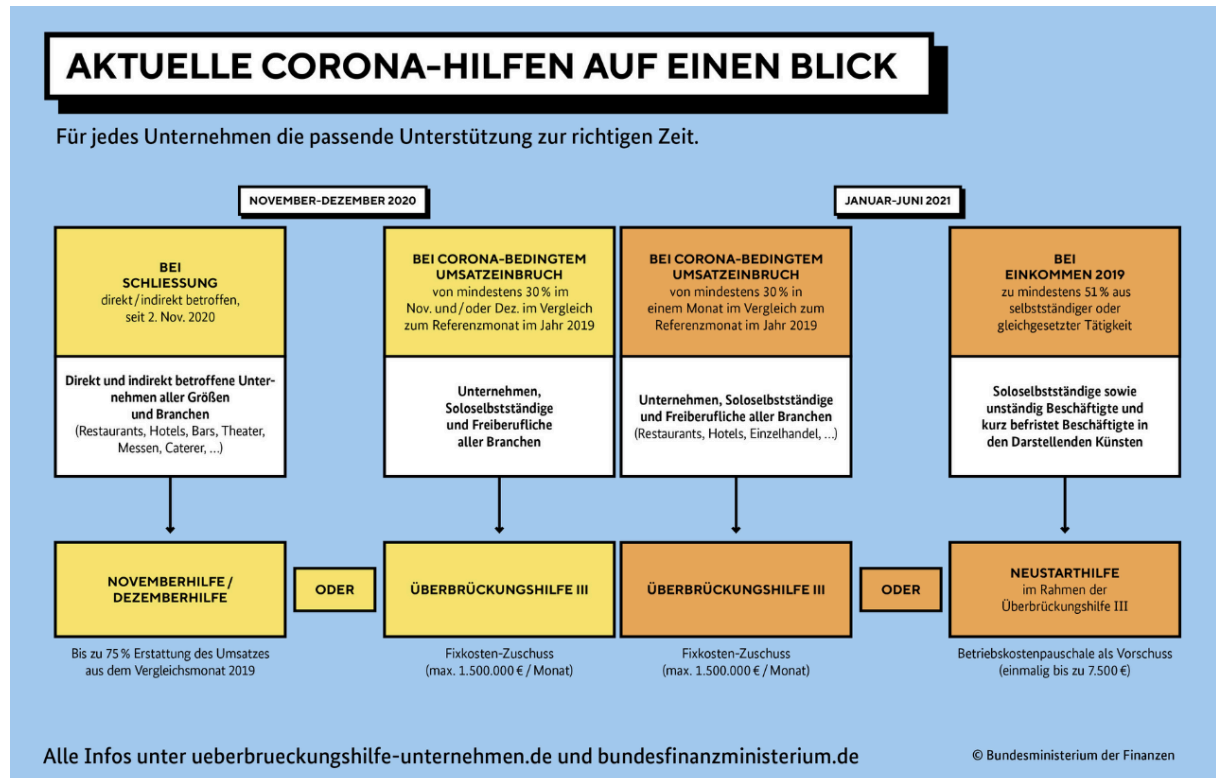 AKTUELLE CORONA-HILFEN AUF EINEN BLICK
Für jedes Unternehmen die passende Unterstützung zur richtigen Zeit.
NOVEMBER-DEZEMBER 2020
BEI
SCHLIESSUNG
direkt/indirekt betroffen,
seit 2. Nov. 2020
Direkt und indirekt betroffene Unter-
nehmen aller Größen
und Branchen
(Restaurants, Hotels, Bars, Theater,
Messen, Caterer, ...)
NOVEMBERHILFE /
DEZEMBERHILFE
Bis zu 75 % Erstattung des Umsatzes
aus dem Vergleichsmonat 2019
ODER
BEI CORONA-BEDINGTEM
UMSATZEINBRUCH
von mindestens 30 % im
Nov. und/oder Dez. im Vergleich
zum Referenzmonat im Jahr 2019
Unternehmen,
Soloselbstständige
und Freiberufliche
aller Branchen
ÜBERBRÜCKUNGSHILFE III
Fixkosten-Zuschuss
(max. 1.500.000 € / Monat)
JANUAR-JUNI 2021
BEI CORONA-BEDINGTEM
UMSATZEINBRUCH
von mindestens 30 % in
einem Monat im Vergleich zum
Referenzmonat im Jahr 2019
Unternehmen, Soloselbstständige
und Freiberufliche aller Branchen
(Restaurants, Hotels, Einzelhandel, ...)
ÜBERBRÜCKUNGSHILFE III
Fixkosten-Zuschuss
(max. 1.500.000 € / Monat)
ODER
BEI
EINKOMMEN 2019
zu mindestens 51 % aus
selbstständiger oder
gleichgesetzter Tätigkeit
Soloselbstständige sowie
unständig Beschäftigte und
kurz befristet Beschäftigte in
den Darstellenden Künsten
NEUSTARTHILFE
im Rahmen der
Überbrückungshilfe III
Betriebskostenpauschale als Vorschuss
(einmalig bis zu 7.500 €)
Alle Infos unter ueberbrueckungshilfe-unternehmen.de und bundesfinanzministerium.de
© Bundesministerium der Finanzen